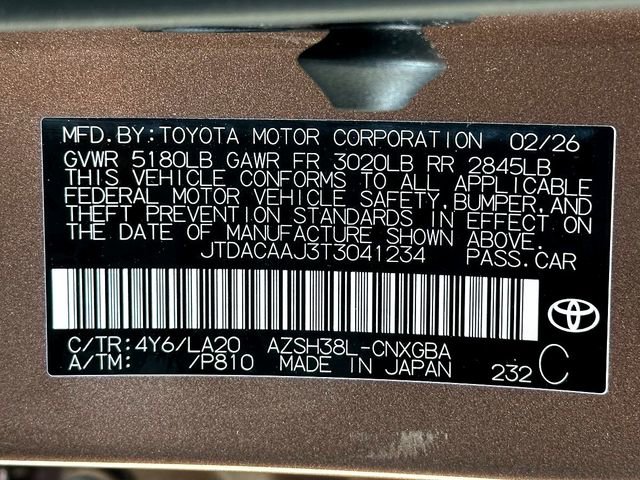 MFD. BY: TOYOTA MOTOR CORPORATION 02/26
GVWR 5180LB GAWR FR 3020LB RR 2845LB
THIS VEHICLE CONFORMS TO ALL APPLICABLE
FEDERAL MOTOR VEHICLE SAFETY, BUMPER, AND
THEFT PREVENTION STANDARDS IN EFFECT ON
THE DATE OF MANUFACTURE SHOWN ABOVE.
JTDACAAJ3T3041234 PASS. CAR
C/TR: 4Y6/LA20 AZSH38L-CNXGBA
A/TM: /P810 MADE IN JAPAN 232 C